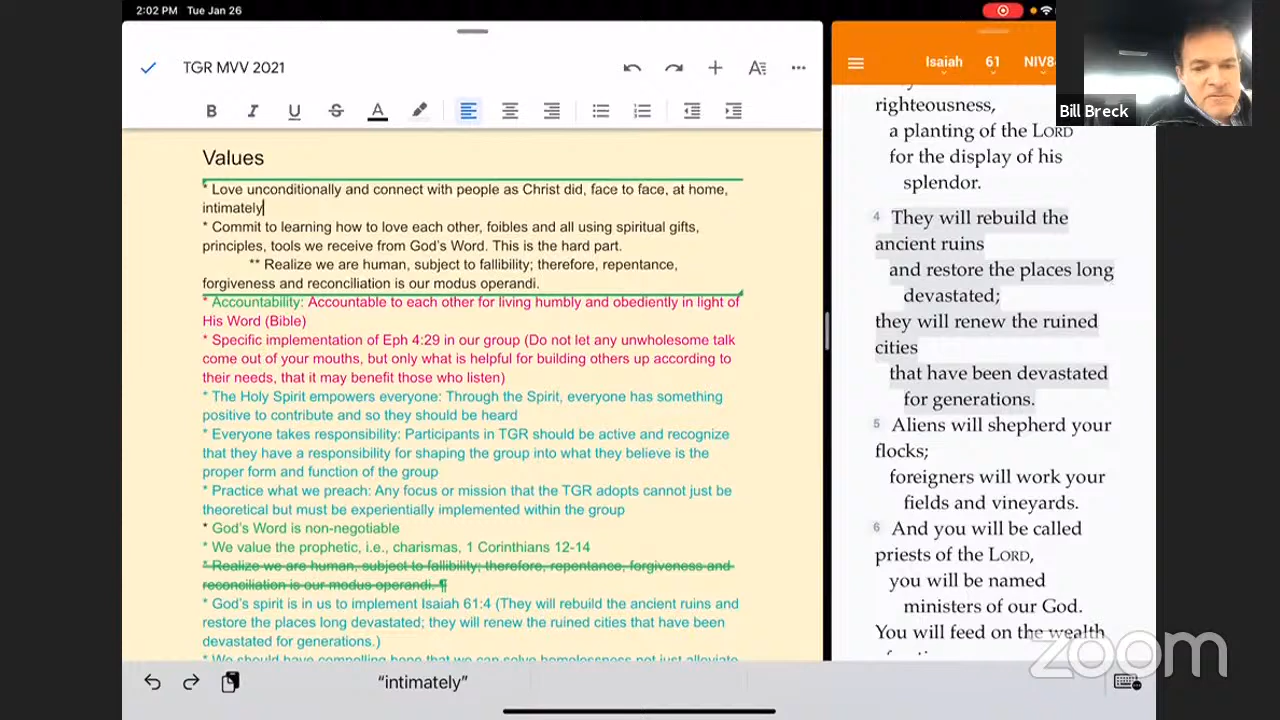 2:02 PM Tue Jan 26
TGR MVV 2021
B I U S A
Values
* Love unconditionally and connect with people as Christ did, face to face, at home,
intimately
* Commit to learning how to love each other, foibles and all using spiritual gifts,
principles, tools we receive from God's Word. This is the hard part.
** Realize we are human, subject to fallibility; therefore, repentance,
forgiveness and reconciliation is our modus operandi.
* Accountability: Accountable to each other for living humbly and obediently in light of
His Word (Bible)
* Specific implementation of Eph 4:29 in our group (Do not let any unwholesome talk
come out of your mouths, but only what is helpful for building others up according to
their needs, that it may benefit those who listen)
* The Holy Spirit empowers everyone: Through the Spirit, everyone has something
positive to contribute and so they should be heard
* Everyone takes responsibility: Participants in TGR should be active and recognize
that they have a responsibility for shaping the group into what they believe is the
proper form and function of the group
* Practice what we preach: Any focus or mission that the TGR adopts cannot just be
theoretical but must be experientially implemented within the group
* God's Word is non-negotiable
* We value the prophetic, i.e., charismas, 1 Corinthians 12-14
* Realize we are human, subject to fallibility; therefore, repentance, forgiveness and
reconciliation is our modus operandi. ¶
* God's spirit is in us to implement Isaiah 61:4 (They will rebuild the ancient ruins and
restore the places long devastated; they will renew the ruined cities that have been
devastated for generations.)
* We should have compelling hope that we can solve homelessness not just alleviate
"intimately"
Isaiah 61 NIV84
righteousness,
a planting of the LORD
for the display of his
splendor.
4 They will rebuild the
ancient ruins
and restore the places long
devastated;
they will renew the ruined
cities
that have been devastated
for generations.
5 Aliens will shepherd your
flocks;
foreigners will work your
fields and vineyards.
6 And you will be called
priests of the LORD,
you will be named
ministers of our God.
You will feed on the wealth
Bill Breck
zoom